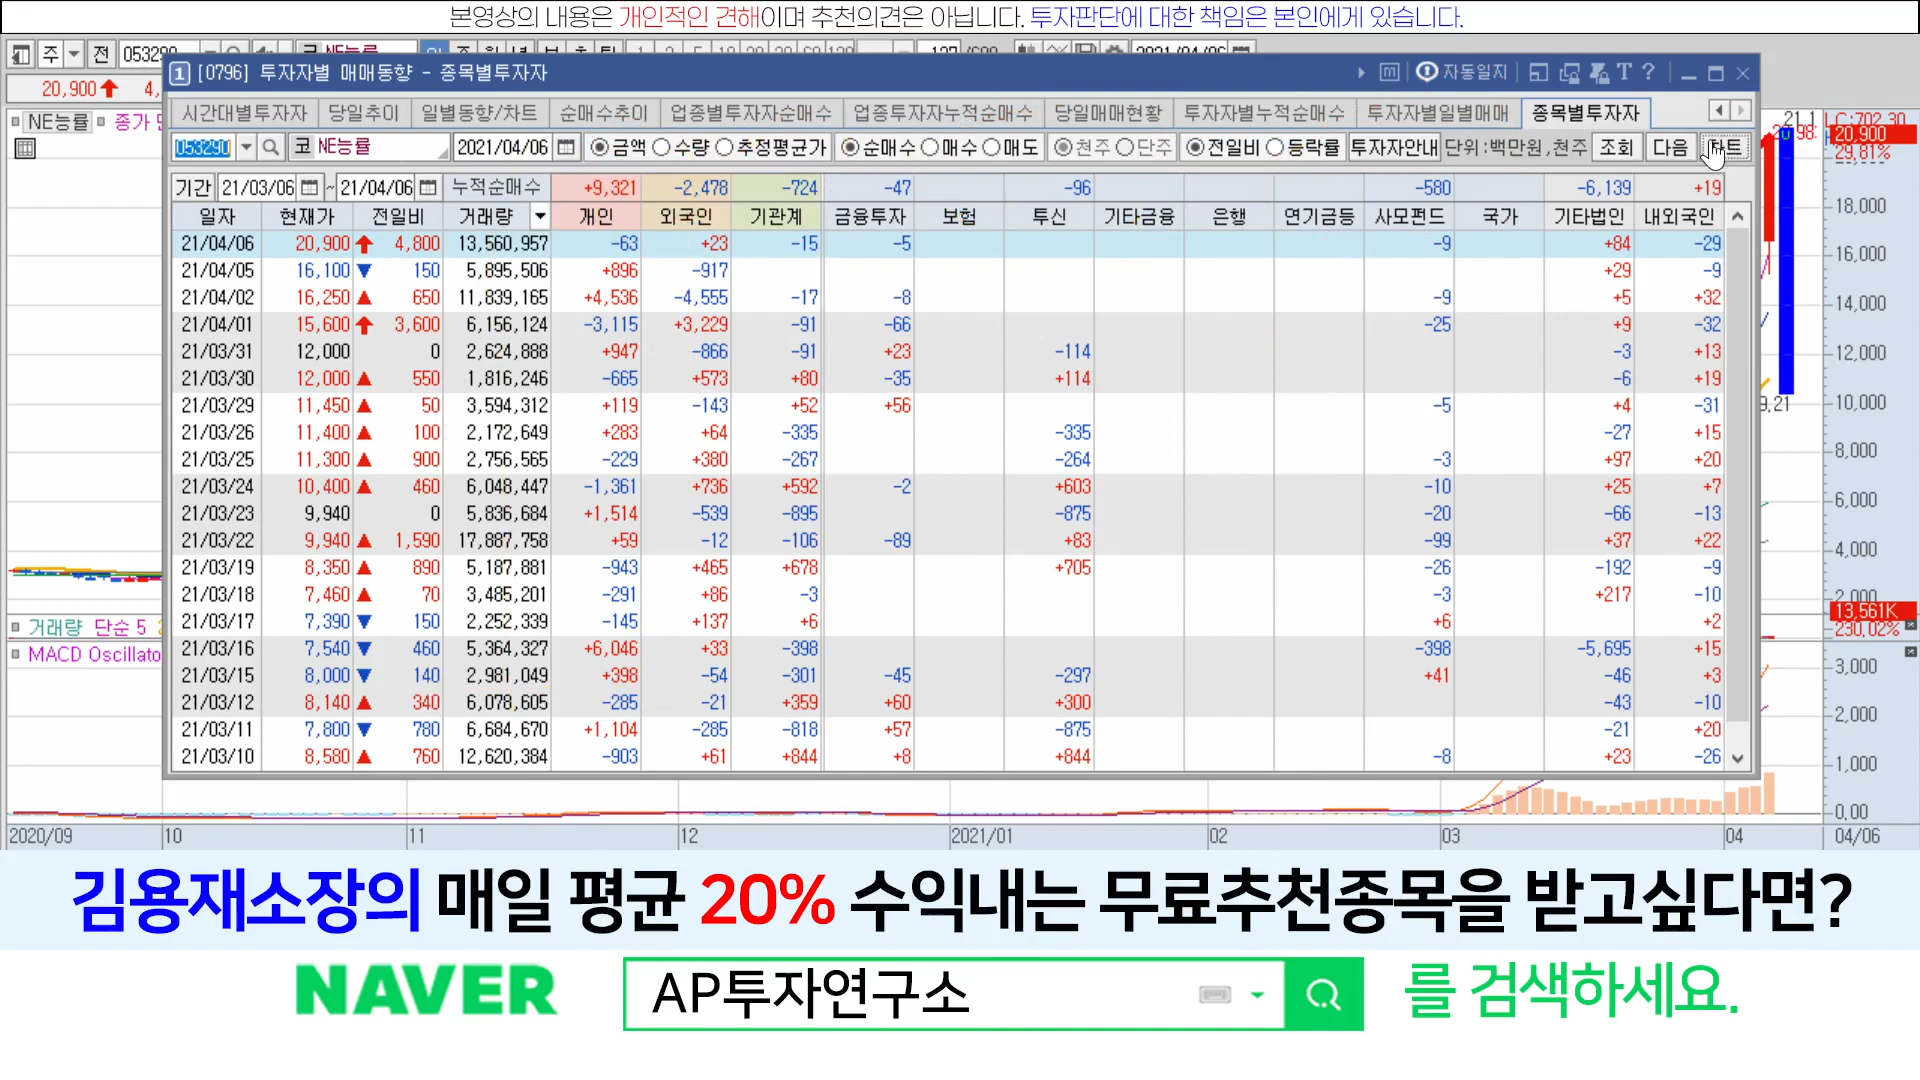 본영상의 내용은 개인적인 견해이며 추천의견은 아닙니다. 투자판단에 대한 책임은 본인에게 있습니다.
[0796] 투자자별 매매동향 - 종목별투자자
자동일지
시간대별투자자 당일추이 일별동향/차트 순매수추이 업종별투자자순매수 업종투자자누적순매수 당일매매현황 투자자별누적순매수 투자자별일별매매 종목별투자자
053290 코 NE능률 2021/04/06 금액 수량 추정평균가 순매수 매수 매도 천주 단주 전일비 등락률 투자자안내 단위:백만원,천주 조회 다음
기간 21/03/06 ~ 21/04/06 누적순매수 +9,321 -2,478 -724 -47 -96 -580 -6,139 +19
일자 현재가 전일비 거래량 개인 외국인 기관계 금융투자 보험 투신 기타금융 은행 연기금등 사모펀드 국가 기타법인 내외국인
21/04/06 20,900 4,800 13,560,957 -63 +23 -15 -5 -9 +84 -29
21/04/05 16,100 150 5,895,506 +896 -917 +29 -9
21/04/02 16,250 650 11,839,165 +4,536 -4,555 -17 -8 -9 +5 +32
21/04/01 15,600 3,600 6,156,124 -3,115 +3,229 -91 -66 -25 +9 -32
21/03/31 12,000 0 2,624,888 +947 -866 -91 +23 -114 -3 +13
21/03/30 12,000 550 1,816,246 -665 +573 +80 -35 +114 -6 +19
21/03/29 11,450 50 3,594,312 +119 -143 +52 +56 -5 +4 -31
21/03/26 11,400 100 2,172,649 +283 +64 -335 -335 -27 +15
21/03/25 11,300 900 2,756,565 -229 +380 -267 -264 -3 +97 +20
21/03/24 10,400 460 6,048,447 -1,361 +736 +592 -2 +603 -10 +25 +7
21/03/23 9,940 0 5,836,684 +1,514 -539 -895 -875 -20 -66 -13
21/03/22 9,940 1,590 17,887,758 +59 -12 -106 -89 +83 -99 +37 +22
21/03/19 8,350 890 5,187,881 -943 +465 +678 +705 -26 -192 -9
21/03/18 7,460 70 3,485,201 -291 +86 -3 -3 +217 -10
21/03/17 7,390 150 2,252,339 -145 +137 +6 +6 +2
21/03/16 7,540 460 5,364,327 +6,046 +33 -398 -398 -5,695 +15
21/03/15 8,000 140 2,981,049 +398 -54 -301 -45 -297 +41 -46 +3
21/03/12 8,140 340 6,078,605 -285 -21 +359 +60 +300 -43 -10
21/03/11 7,800 780 6,684,670 +1,104 -285 -818 +57 -875 -21 +20
21/03/10 8,580 760 12,620,384 -903 +61 +844 +8 +844 -8 +23 -26
주 전
20,900
NE능률 종가
거래량 단순 5
MACD Oscillato
20,900
29,81%
18,000
16,000
14,000
12,000
10,000
8,000
6,000
4,000
2,000
13,561K
230,02%
3,000
2,000
1,000
0,00
2020/09 10 11 12 2021/01 02 03 04 04/06
김용재소장의 매일 평균 20% 수익내는 무료추천종목을 받고싶다면?
NAVER AP투자연구소 를 검색하세요.